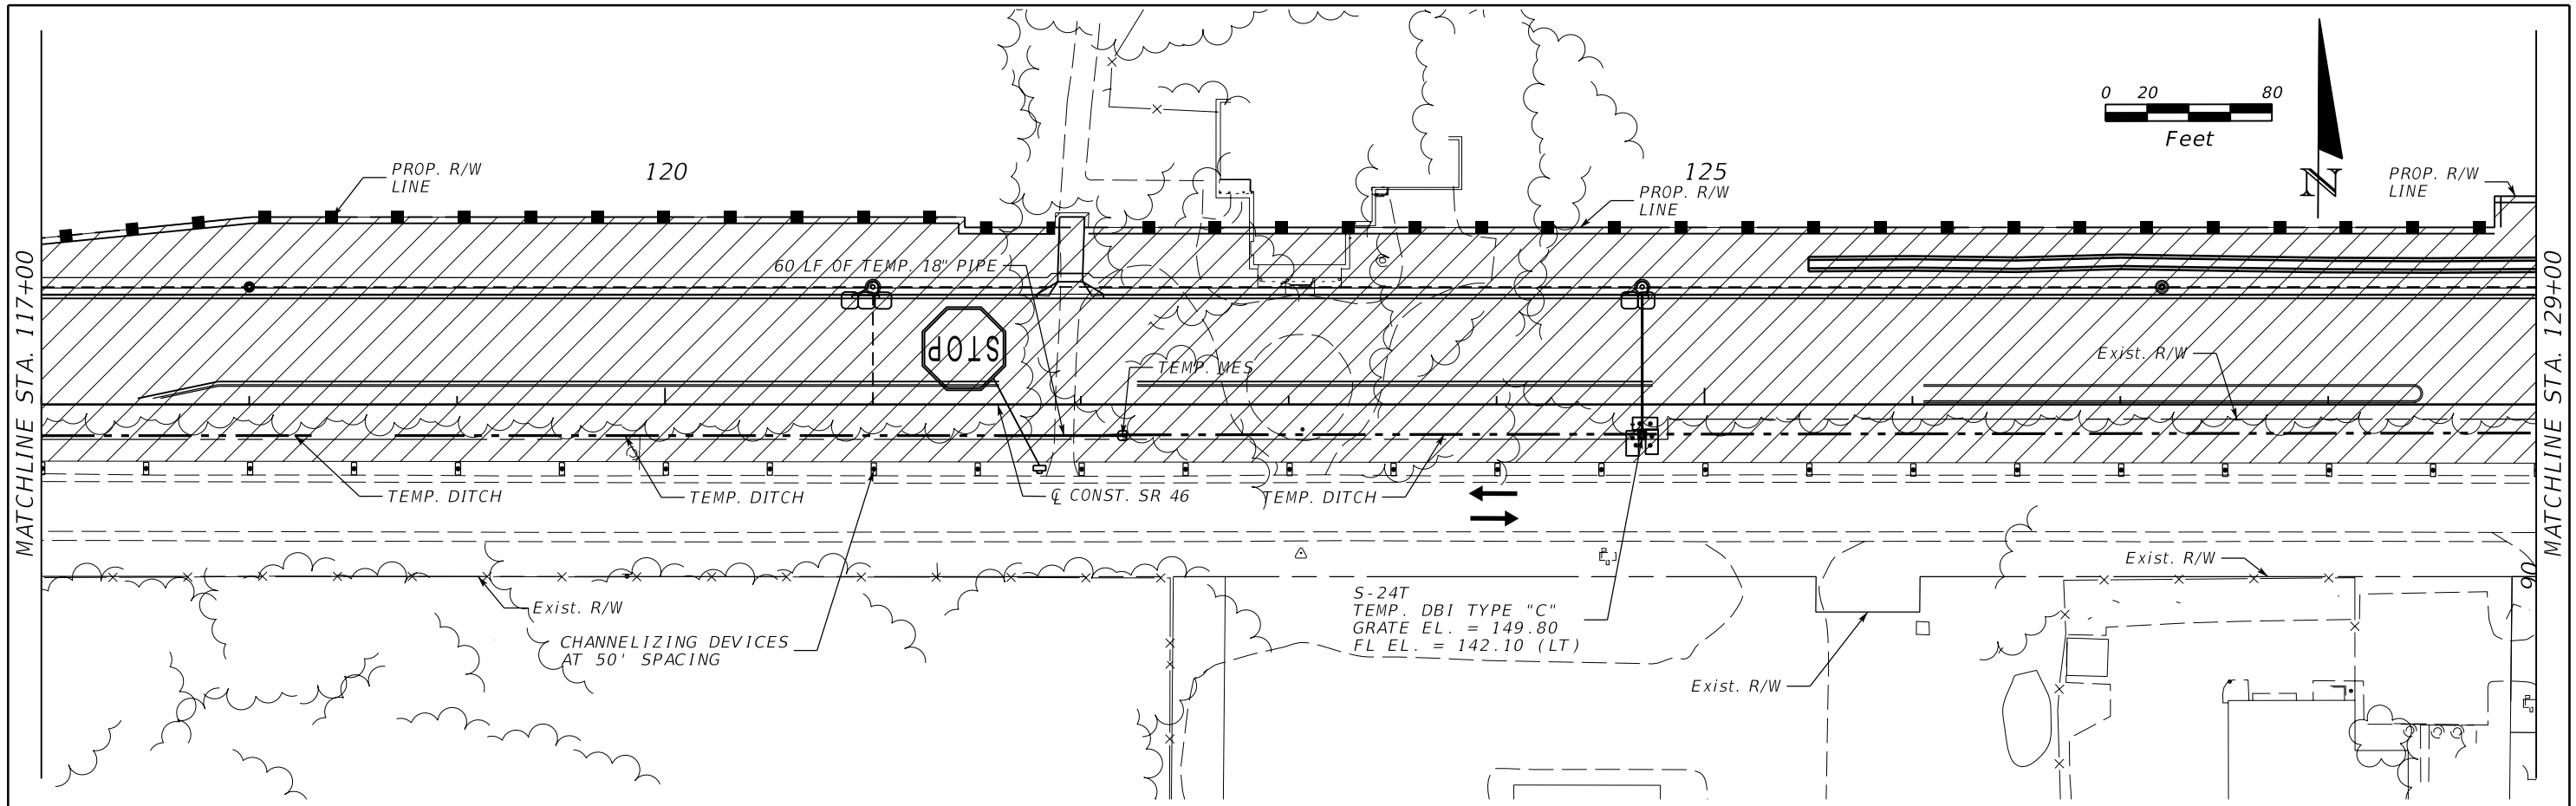 0 20 80
Feet
N
PROP. R/W
LINE
120
125
PROP. R/W
LINE
PROP. R/W
LINE
MATCHLINE STA. 117+00
MATCHLINE STA. 129+00
60 LF OF TEMP. 18" PIPE
STOP
TEMP. MES
Exist. R/W
TEMP. DITCH
TEMP. DITCH
℄ CONST. SR 46
TEMP. DITCH
Exist. R/W
90
Exist. R/W
CHANNELIZING DEVICES
AT 50' SPACING
S-24T
TEMP. DBI TYPE "C"
GRATE EL. = 149.80
FL EL. = 142.10 (LT)
Exist. R/W